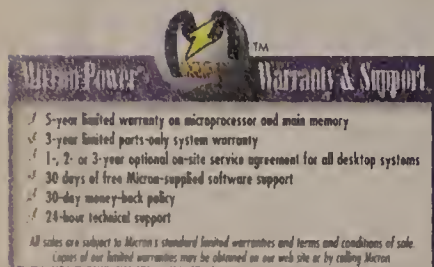 TM
Micron Power Warranty & Support
5-year limited warranty on microprocessor and main memory
3-year limited parts-only system warranty
1-, 2- or 3-year optional on-site service agreement for all desktop systems
30 days of free Micron-supplied software support
30-day money-back policy
24-hour technical support
All sales are subject to Micron's standard limited warranties and terms and conditions of sale.
Copies of our limited warranties may be obtained on our web site or by calling Micron